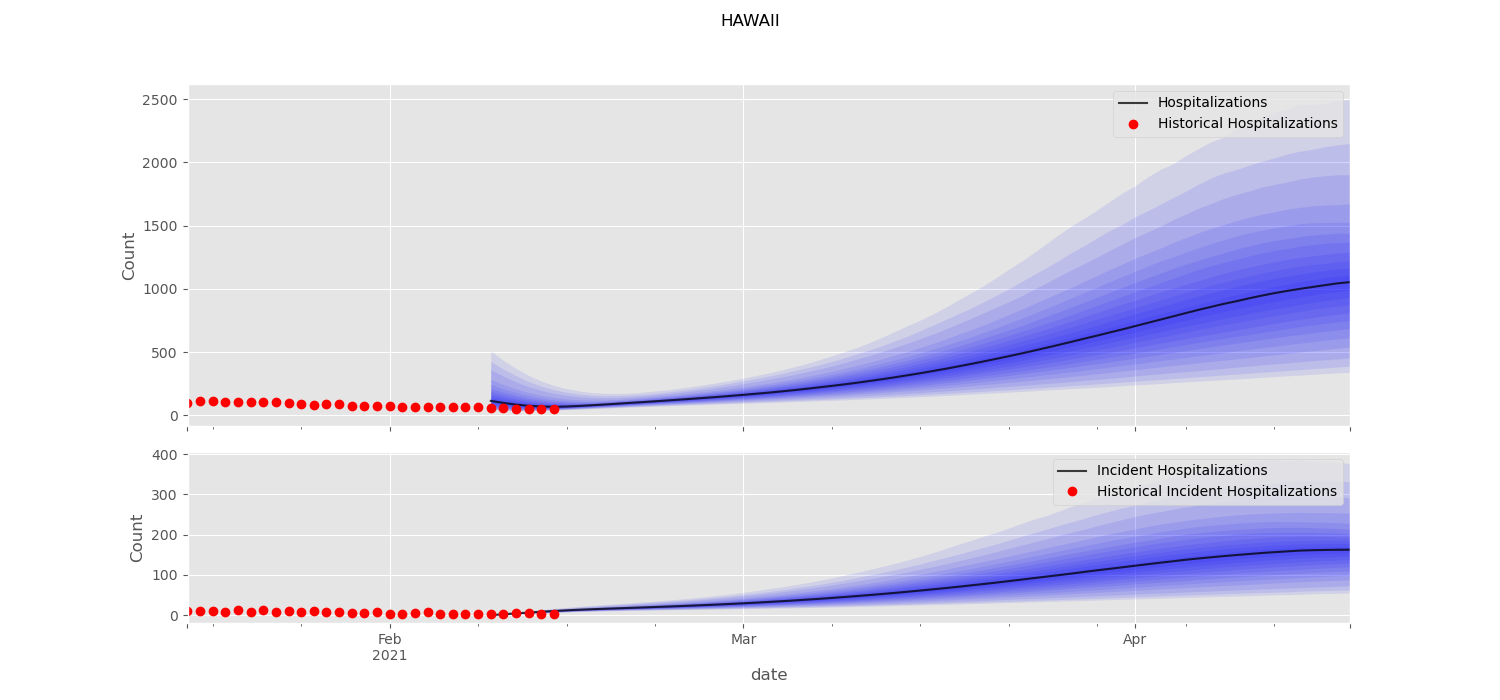 HAWAII
2500
2000
1500
1000
500
0
Count
Hospitalizations
Historical Hospitalizations
400
300
200
100
0
Count
Incident Hospitalizations
Historical Incident Hospitalizations
Feb
2021
Mar
Apr
date